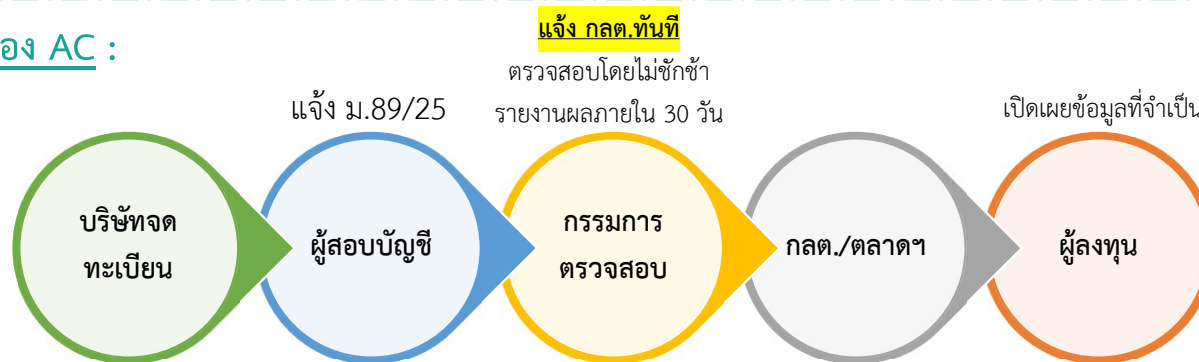 แจ้ง กลต.ทันที
อง AC :
ตรวจสอบโดยไม่ชักช้า
แจ้ง ม.89/25
รายงานผลภายใน 30 วัน
เปิดเผยข้อมูลที่จำเป็น
บริษัทจด
ทะเบียน
ผู้สอบบัญชี
กรรมการ
ตรวจสอบ
กลต./ตลาดฯ
ผู้ลงทุน